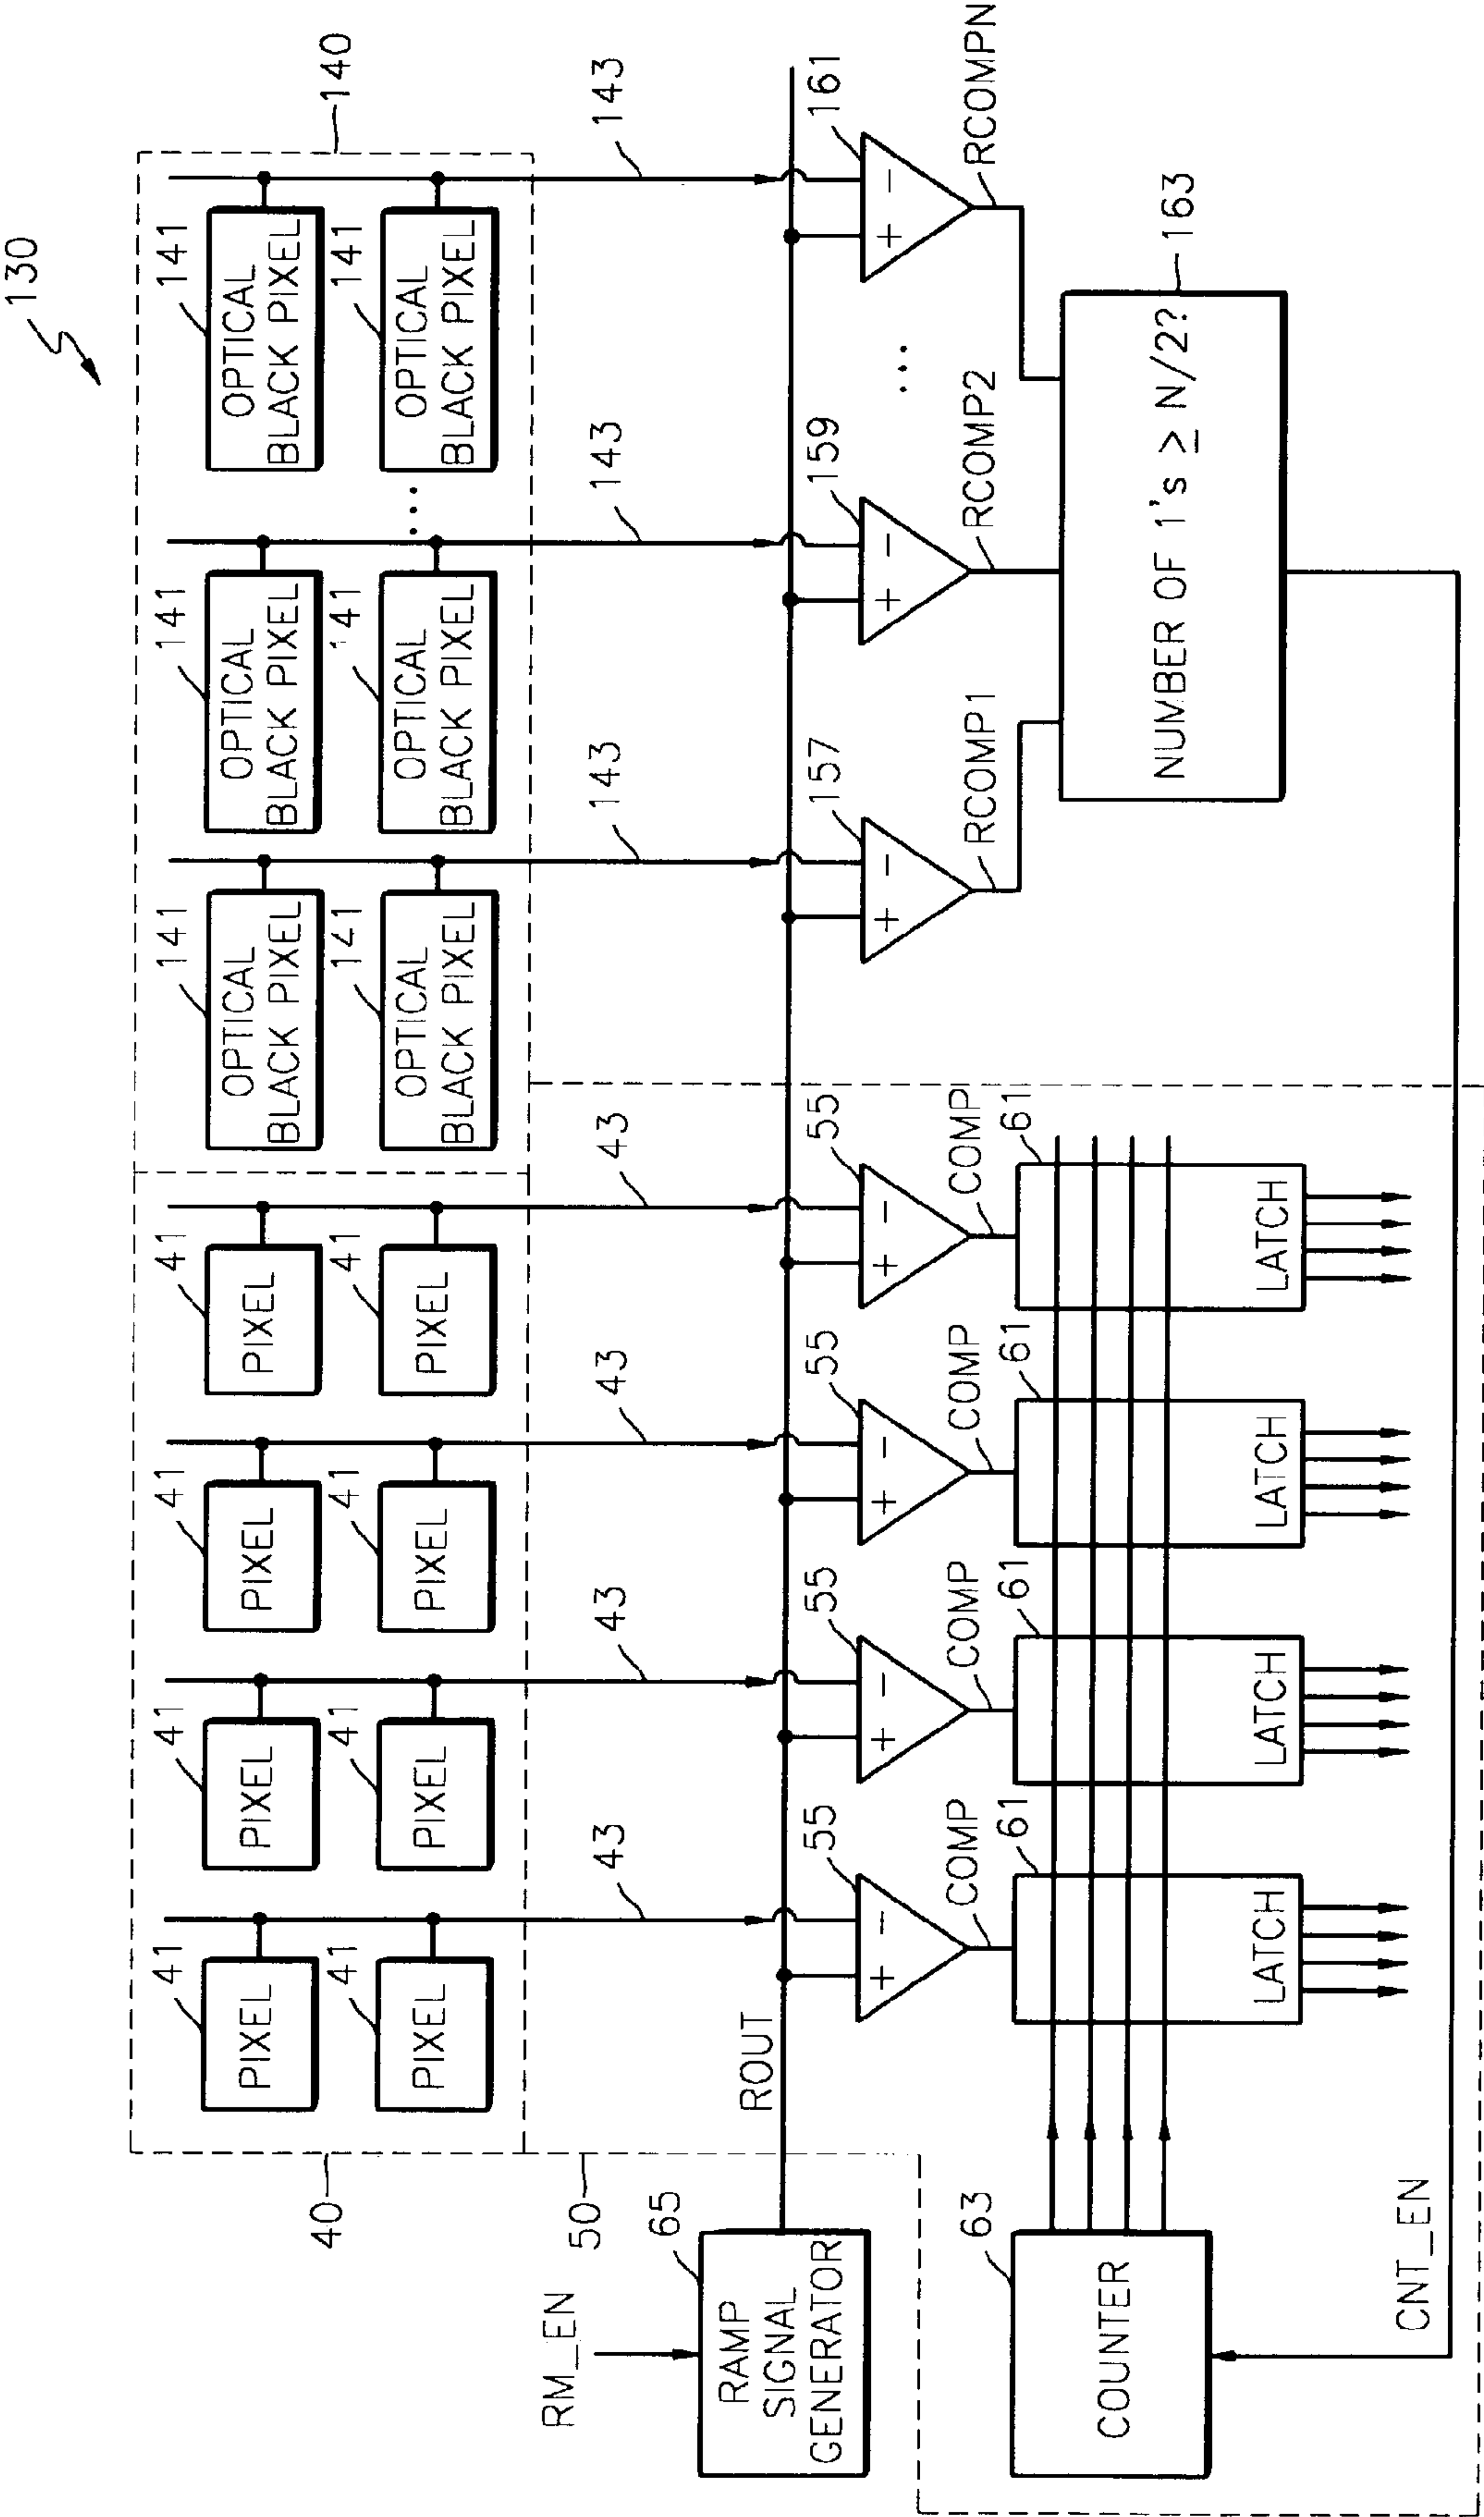 130
140
141
141
141
OPTICAL
BLACK PIXEL
OPTICAL
BLACK PIXEL
OPTICAL
BLACK PIXEL
141
141
141
OPTICAL
BLACK PIXEL
OPTICAL
BLACK PIXEL
OPTICAL
BLACK PIXEL
...
41
41
41
41
PIXEL
PIXEL
PIXEL
PIXEL
41
41
41
41
PIXEL
PIXEL
PIXEL
PIXEL
40
50
43
43
43
43
143
143
143
RM_EN
65
RAMP
SIGNAL
GENERATOR
ROUT
55
55
55
55
157
159
161
+ -
+ -
+ -
+ -
+ -
+ -
+ -
...
COMP
COMP
COMP
COMP
RCOMP1
RCOMP2
RCOMPN
63
COUNTER
61
61
61
61
LATCH
LATCH
LATCH
LATCH
163
NUMBER OF 1's ≥ N/2?
CNT_EN